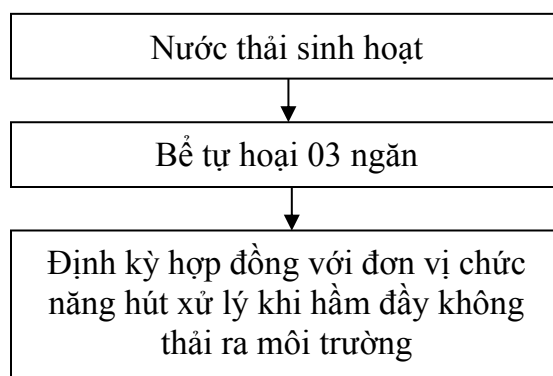 Nước thải sinh hoạt
Bể tự hoại 03 ngăn
Định kỳ hợp đồng với đơn vị chức
năng hút xử lý khi hầm đầy không
thải ra môi trường